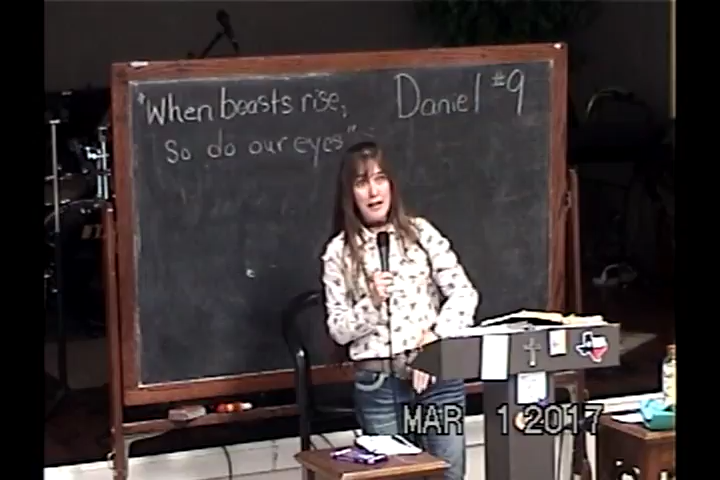 "When beasts rise,
So do our eyes"
Daniel #9
MAR 1 2017